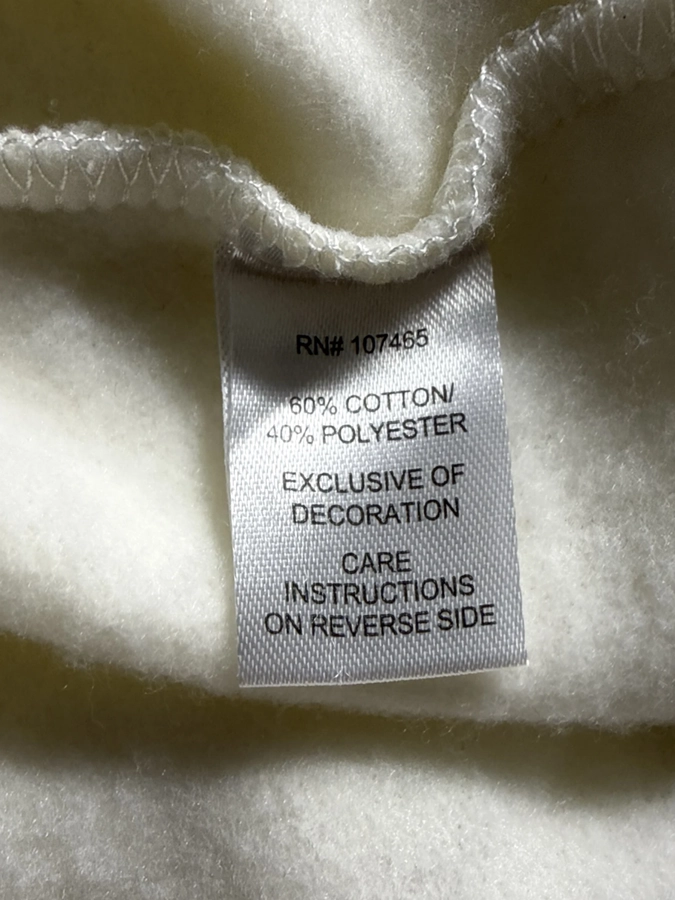 RN# 107465
60% COTTON/
40% POLYESTER
EXCLUSIVE OF
DECORATION
CARE
INSTRUCTIONS
ON REVERSE SIDE